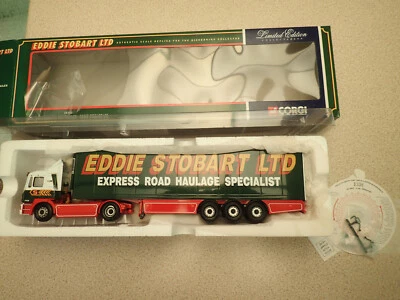 EDDIE STOBART LTD
AUTHENTIC SCALE REPLICA FOR THE DISCERNING COLLECTOR
Limited Edition
CORGI
EDDIE STOBART LTD
EXPRESS ROAD HAULAGE SPECIALIST